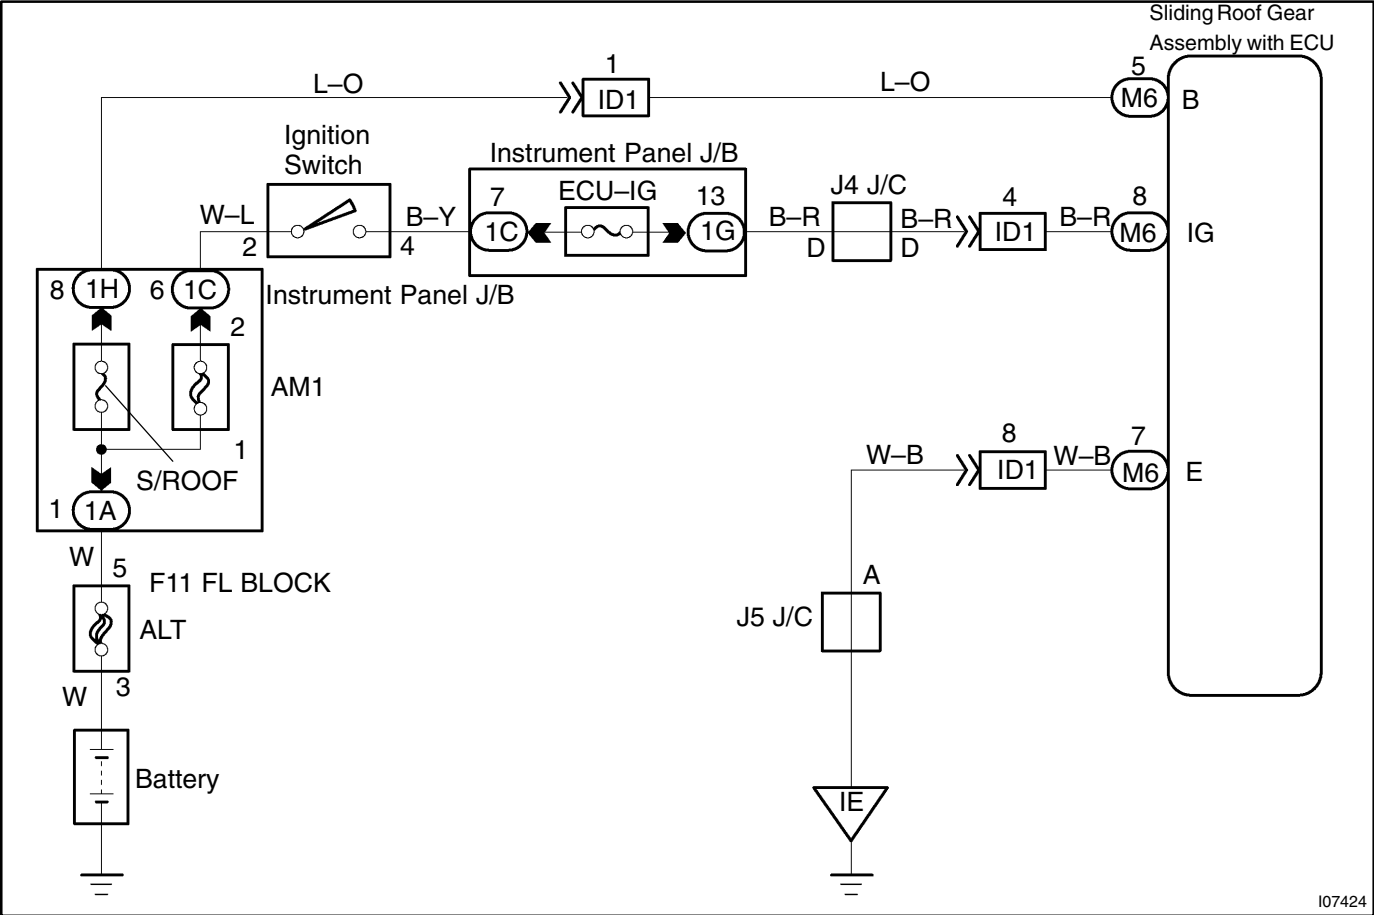 Sliding Roof Gear
Assembly with ECU
L–O
1
ID1
L–O
5
M6
B
Ignition
Switch
Instrument Panel J/B
W–L
2
4
B–Y
7
1C
ECU–IG
13
1G
B–R
D
J4 J/C
B–R
D
4
ID1
B–R
8
M6
IG
8
1H
6
1C
Instrument Panel J/B
2
AM1
1
S/ROOF
1
1A
W
5
F11 FL BLOCK
ALT
3
W
Battery
W–B
8
ID1
W–B
7
M6
E
A
J5 J/C
IE
I07424